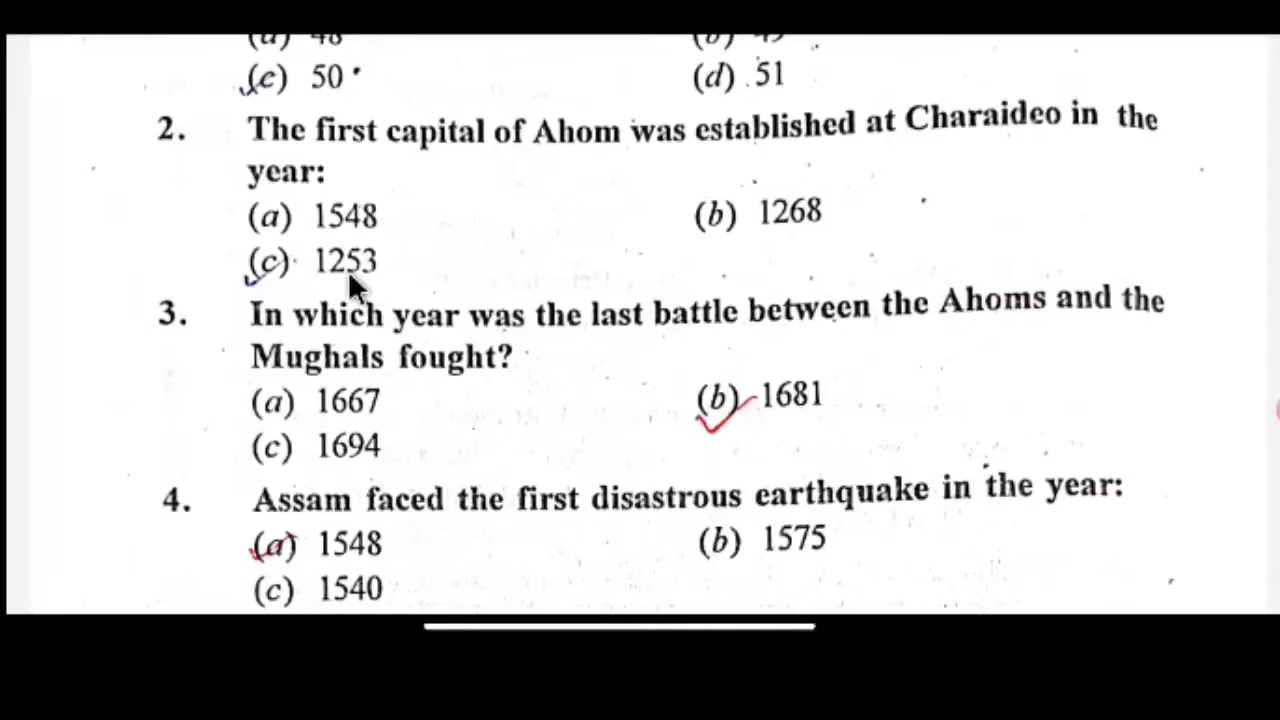 (a) 48 (b) 49
(c) 50 (d) 51
2. The first capital of Ahom was established at Charaideo in the
year:
(a) 1548 (b) 1268
(c) 1253
3. In which year was the last battle between the Ahoms and the
Mughals fought?
(a) 1667 (b) 1681
(c) 1694
4. Assam faced the first disastrous earthquake in the year:
(a) 1548 (b) 1575
(c) 1540